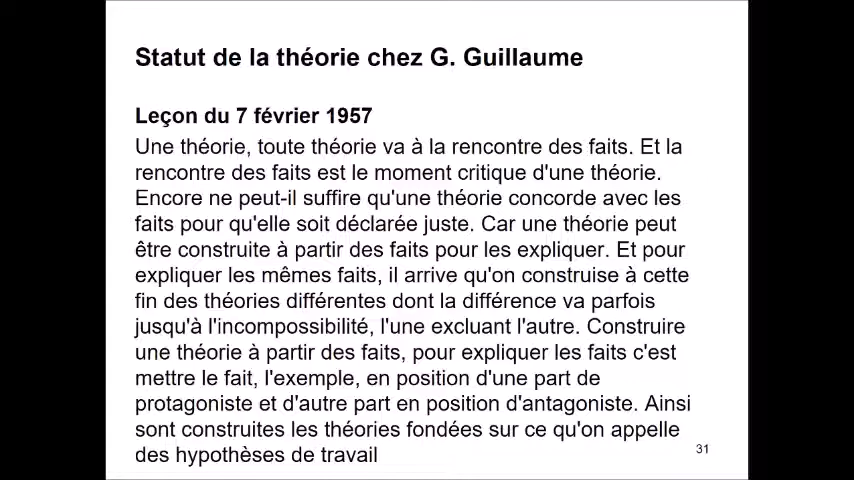 Statut de la théorie chez G. Guillaume
Leçon du 7 février 1957
Une théorie, toute théorie va à la rencontre des faits. Et la
rencontre des faits est le moment critique d'une théorie.
Encore ne peut-il suffire qu'une théorie concorde avec les
faits pour qu'elle soit déclarée juste. Car une théorie peut
être construite à partir des faits pour les expliquer. Et pour
expliquer les mêmes faits, il arrive qu'on construise à cette
fin des théories différentes dont la différence va parfois
jusqu'à l'incompossibilité, l'une excluant l'autre. Construire
une théorie à partir des faits, pour expliquer les faits c'est
mettre le fait, l'exemple, en position d'une part de
protagoniste et d'autre part en position d'antagoniste. Ainsi
sont construites les théories fondées sur ce qu'on appelle
des hypothèses de travail
31